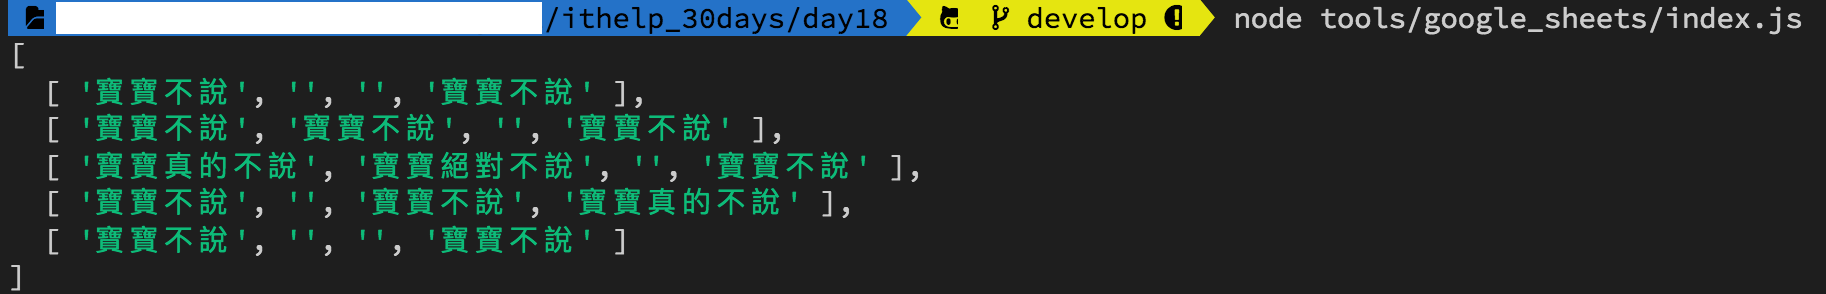 /ithelp_30days/day18 develop node tools/google_sheets/index.js
[
[ '寶寶不說', '', '', '寶寶不說' ],
[ '寶寶不說', '寶寶不說', '', '寶寶不說' ],
[ '寶寶真的不說', '寶寶絕對不說', '', '寶寶不說' ],
[ '寶寶不說', '', '寶寶不說', '寶寶真的不說' ],
[ '寶寶不說', '', '', '寶寶不說' ]
]